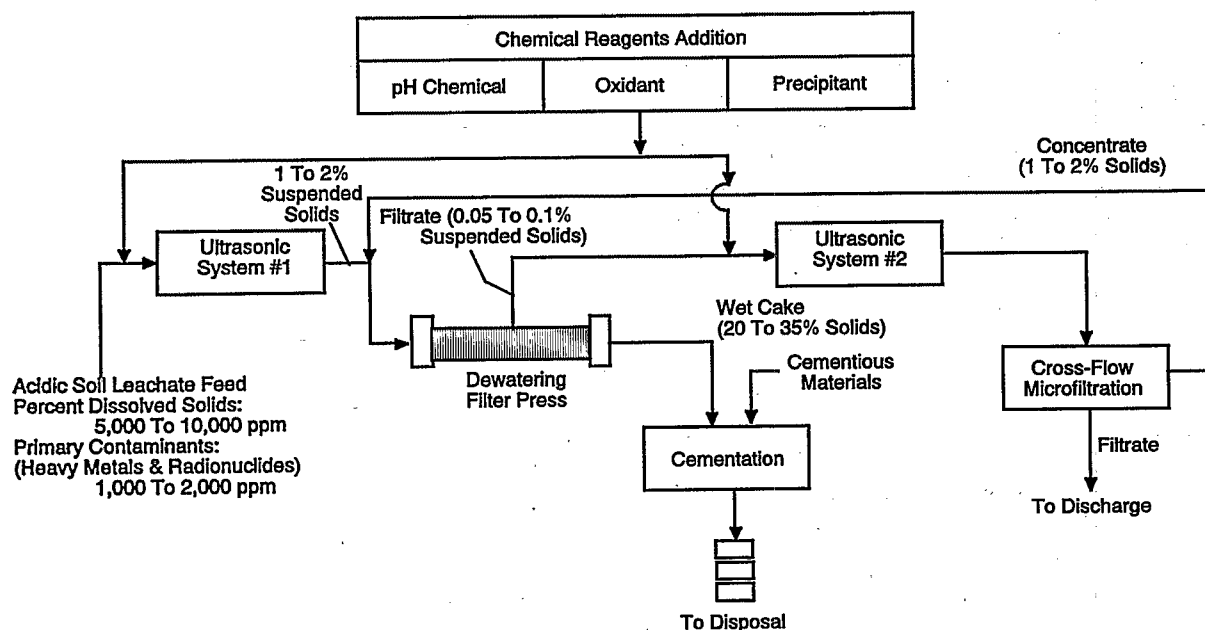 Chemical Reagents Addition
pH Chemical
Oxidant
Precipitant
Concentrate
(1 To 2% Solids)
1 To 2%
Suspended
Solids
Filtrate (0.05 To 0.1%
Suspended Solids)
Ultrasonic
System #1
Ultrasonic
System #2
Wet Cake
(20 To 35% Solids)
Dewatering
Filter Press
Cementious
Materials
Cross-Flow
Microfiltration
Acidic Soil Leachate Feed
Percent Dissolved Solids:
5,000 To 10,000 ppm
Primary Contaminants:
(Heavy Metals & Radionuclides)
1,000 To 2,000 ppm
Cementation
Filtrate
To Discharge
To Disposal